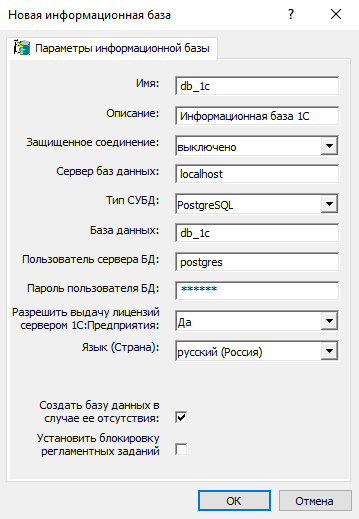 Новая информационная база ? ×
Параметры информационной базы
Имя: db_1c
Описание: Информационная база 1С
Защищенное соединение: выключено
Сервер баз данных: localhost
Тип СУБД: PostgreSQL
База данных: db_1c
Пользователь сервера БД: postgres
Пароль пользователя БД: ******
Разрешить выдачу лицензий
сервером 1С:Предприятия: Да
Язык (Страна): русский (Россия)
Создать базу данных в
случае ее отсутствия:
Установить блокировку
регламентных заданий
OK Отмена